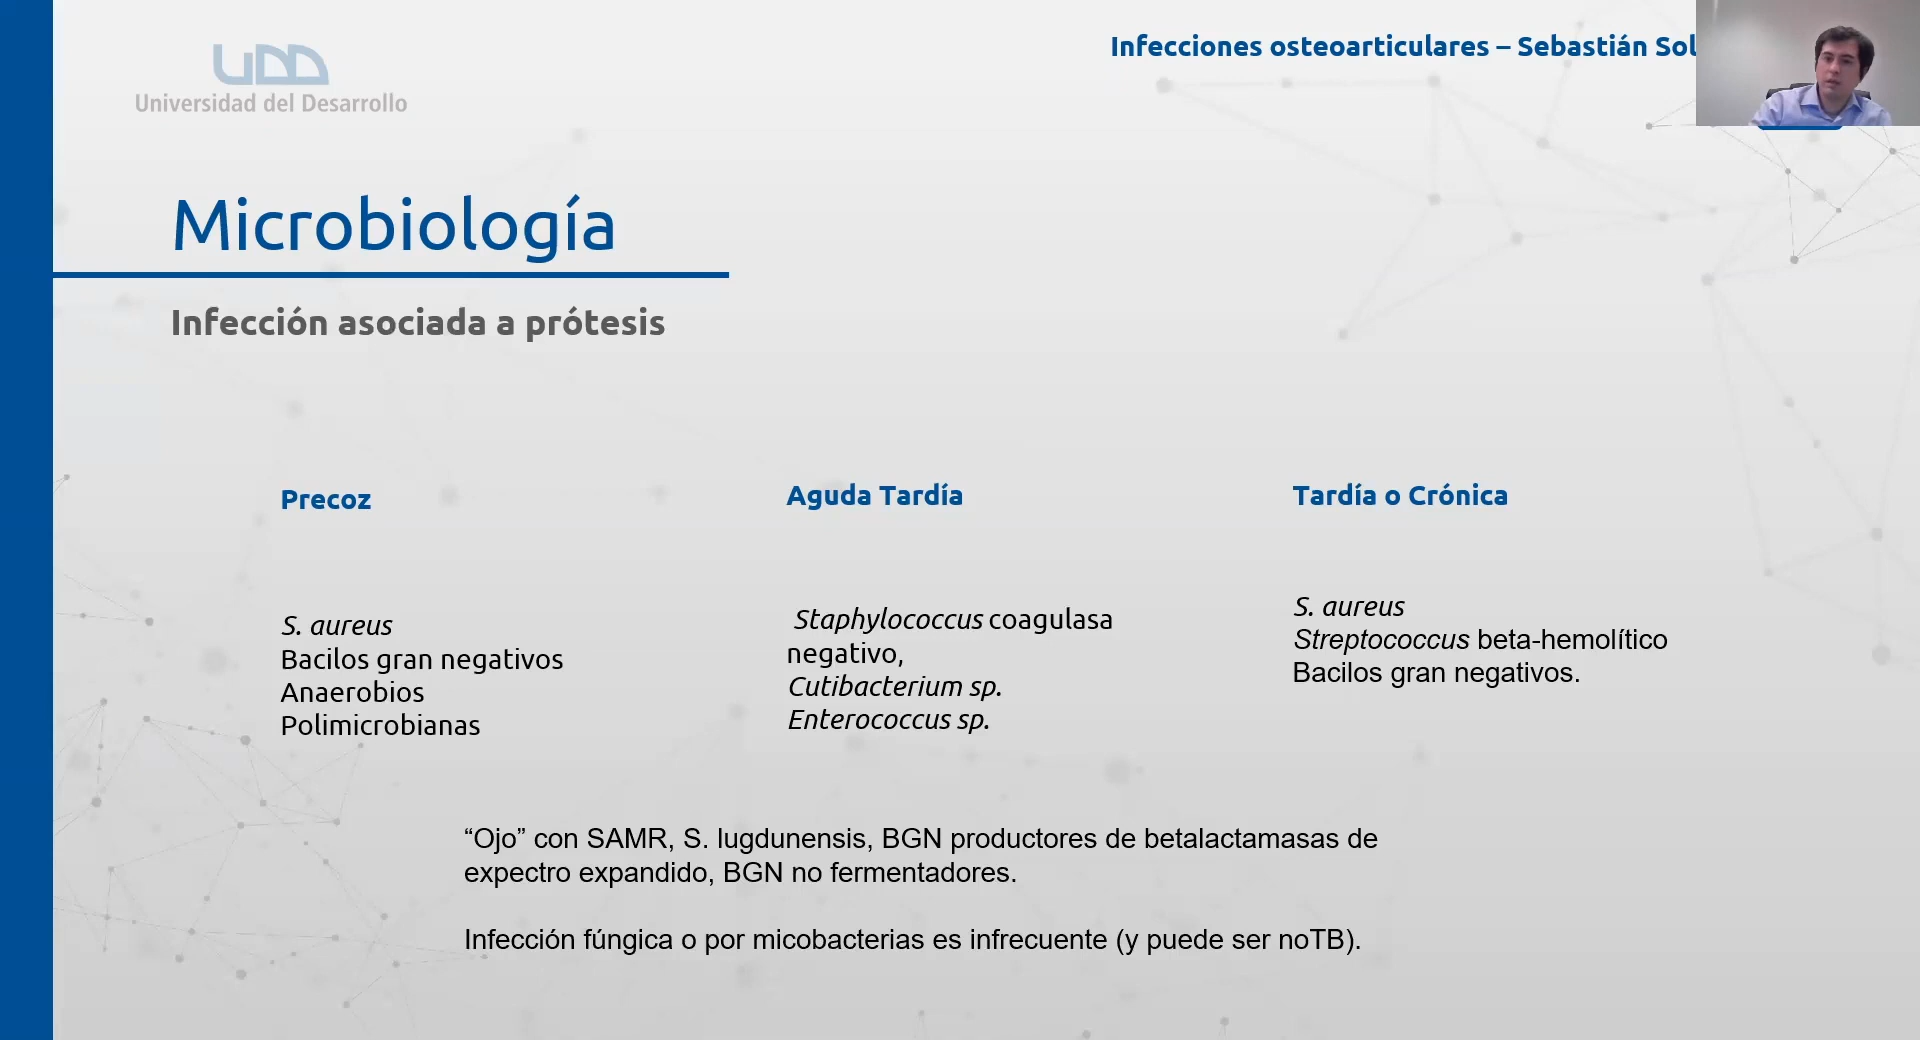 UDD
Universidad del Desarrollo
Infecciones osteoarticulares – Sebastián Sol
Microbiología
Infección asociada a prótesis
Precoz
S. aureus
Bacilos gran negativos
Anaerobios
Polimicrobianas
Aguda Tardía
Staphylococcus coagulasa
negativo,
Cutibacterium sp.
Enterococcus sp.
Tardía o Crónica
S. aureus
Streptococcus beta-hemolítico
Bacilos gran negativos.
“Ojo” con SAMR, S. lugdunensis, BGN productores de betalactamasas de
expectro expandido, BGN no fermentadores.
Infección fúngica o por micobacterias es infrecuente (y puede ser noTB).